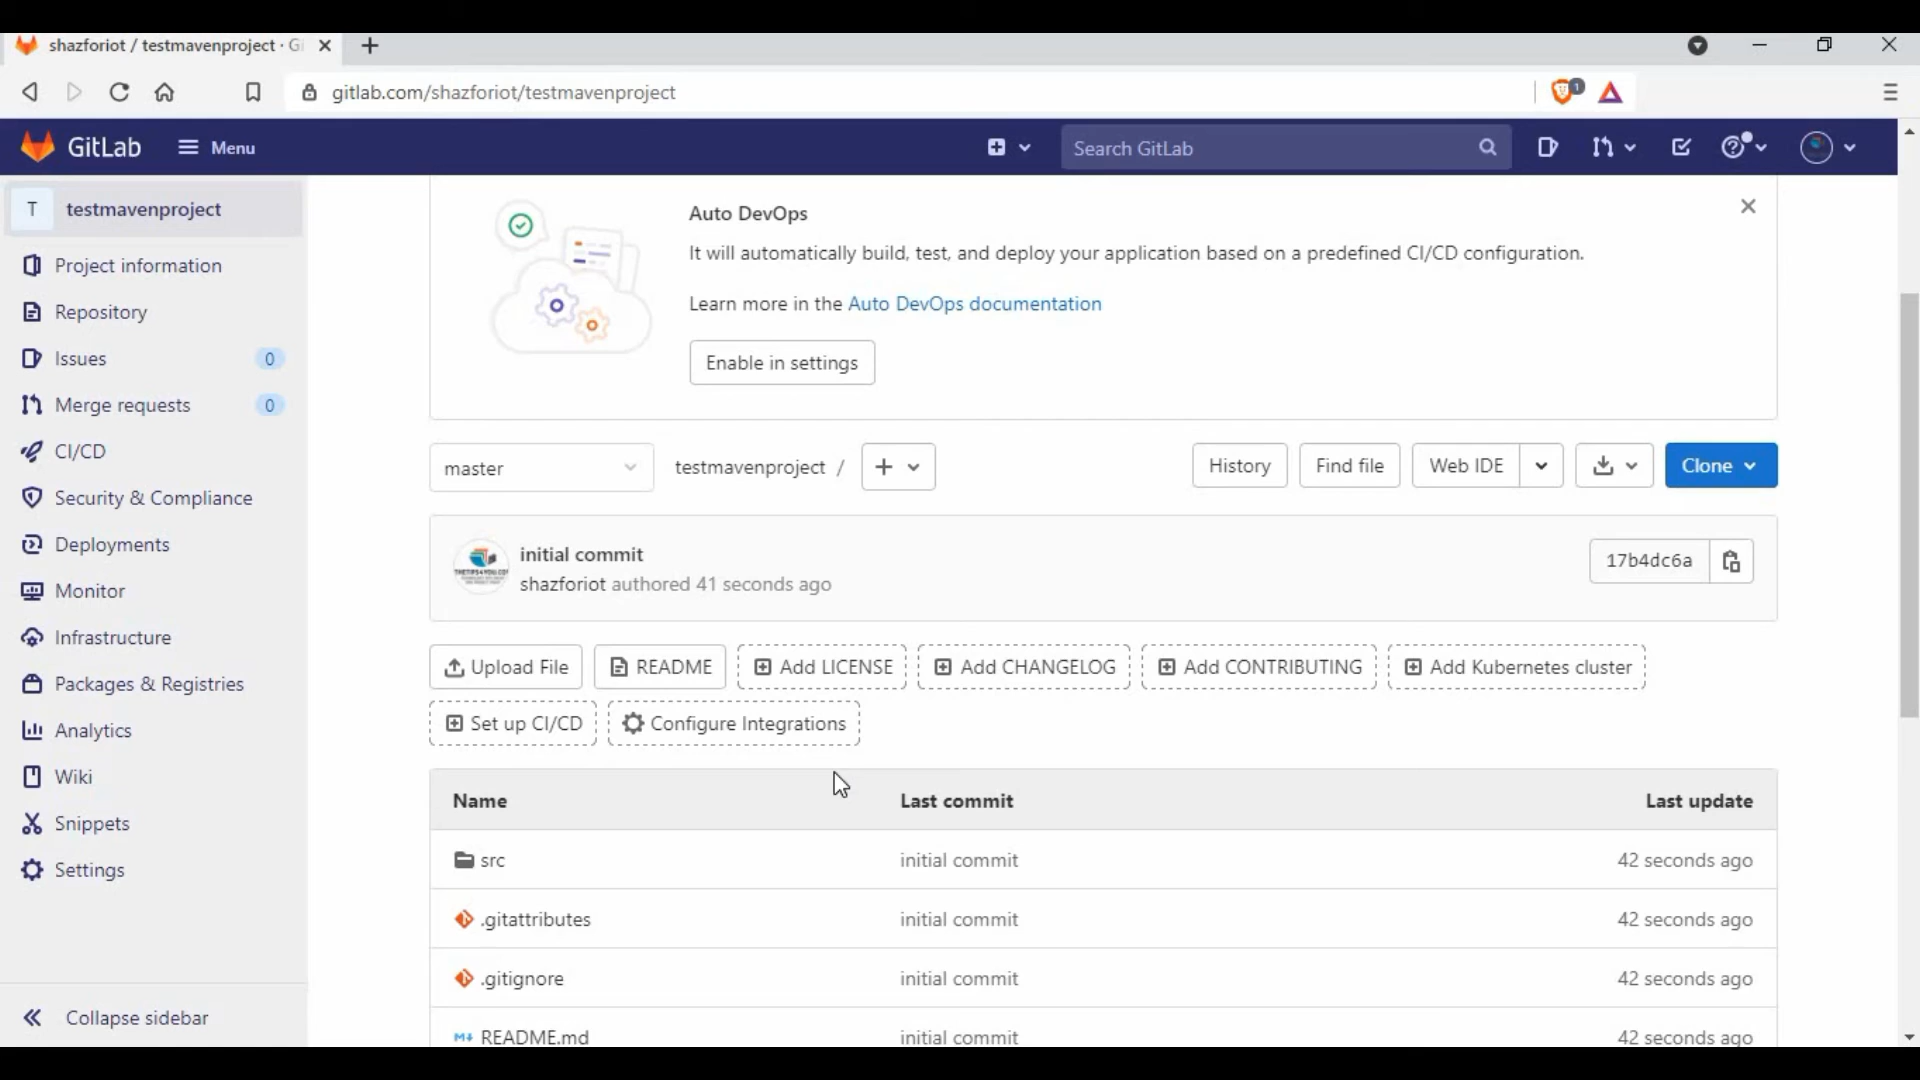 shazforiot / testmavenproject · Gi
gitlab.com/shazforiot/testmavenproject
1
GitLab
Menu
Search GitLab
T
testmavenproject
Project information
Repository
Issues
0
Merge requests
0
CI/CD
Security & Compliance
Deployments
Monitor
Infrastructure
Packages & Registries
Analytics
Wiki
Snippets
Settings
Collapse sidebar
Auto DevOps
It will automatically build, test, and deploy your application based on a predefined CI/CD configuration.
Learn more in the Auto DevOps documentation
Enable in settings
master
testmavenproject /
History
Find file
Web IDE
Clone
initial commit
shazforiot authored 41 seconds ago
17b4dc6a
Upload File
README
Add LICENSE
Add CHANGELOG
Add CONTRIBUTING
Add Kubernetes cluster
Set up CI/CD
Configure Integrations
Name Last commit Last update
src initial commit 42 seconds ago
.gitattributes initial commit 42 seconds ago
.gitignore initial commit 42 seconds ago
README.md initial commit 42 seconds ago